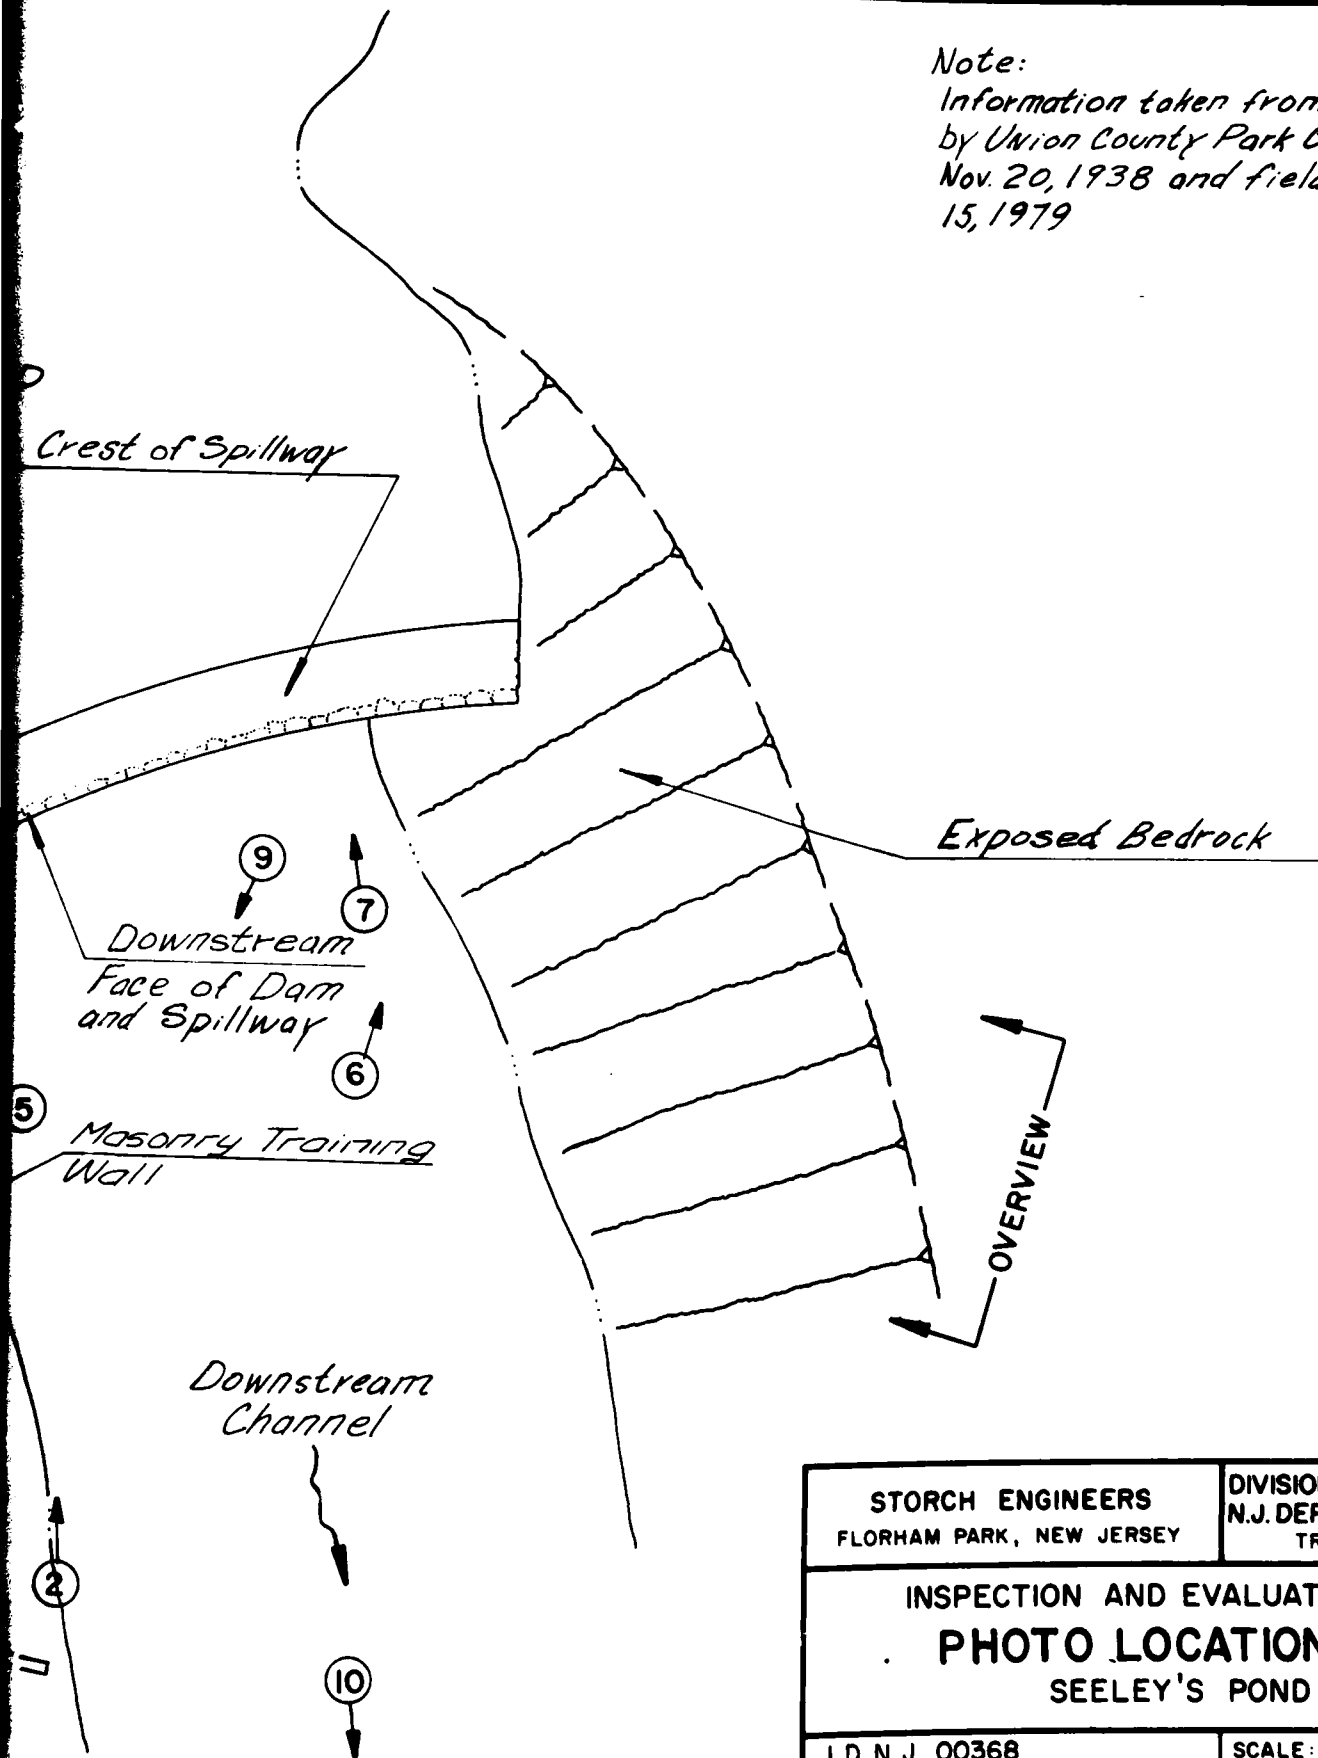 Note:
Information taken from
by Union County Park
Nov. 20, 1938 and field
15, 1979
Crest of Spillway
Exposed Bedrock
9
7
Downstream
Face of Dam
and Spillway
6
5
Masonry Training
Wall
OVERVIEW
Downstream
Channel
2
10
STORCH ENGINEERS
FLORHAM PARK, NEW JERSEY
N.J.
INSPECTION AND
PHOTO LOCATION
SEELEY'S POND
I.D. N.J. 00368
SCALE: